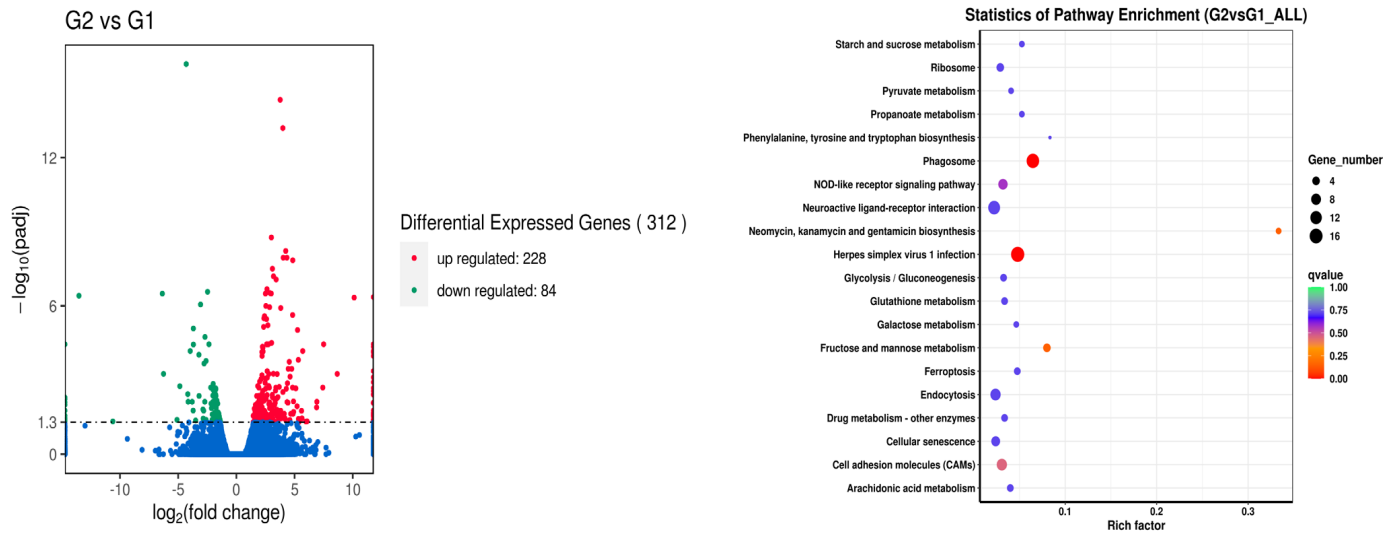 G2 vs G1
−log10(padj)
12
6
1.3
0
-10
-5
0
5
10
log2(fold change)
Differential Expressed Genes ( 312 )
up regulated: 228
down regulated: 84
Statistics of Pathway Enrichment (G2vsG1_ALL)
Starch and sucrose metabolism
Ribosome
Pyruvate metabolism
Propanoate metabolism
Phenylalanine, tyrosine and tryptophan biosynthesis
Phagosome
NOD-like receptor signaling pathway
Neuroactive ligand-receptor interaction
Neomycin, kanamycin and gentamicin biosynthesis
Herpes simplex virus 1 infection
Glycolysis / Gluconeogenesis
Glutathione metabolism
Galactose metabolism
Fructose and mannose metabolism
Ferroptosis
Endocytosis
Drug metabolism - other enzymes
Cellular senescence
Cell adhesion molecules (CAMs)
Arachidonic acid metabolism
0.1
0.2
0.3
Rich factor
Gene_number
4
8
12
16
qvalue
1.00
0.75
0.50
0.25
0.00